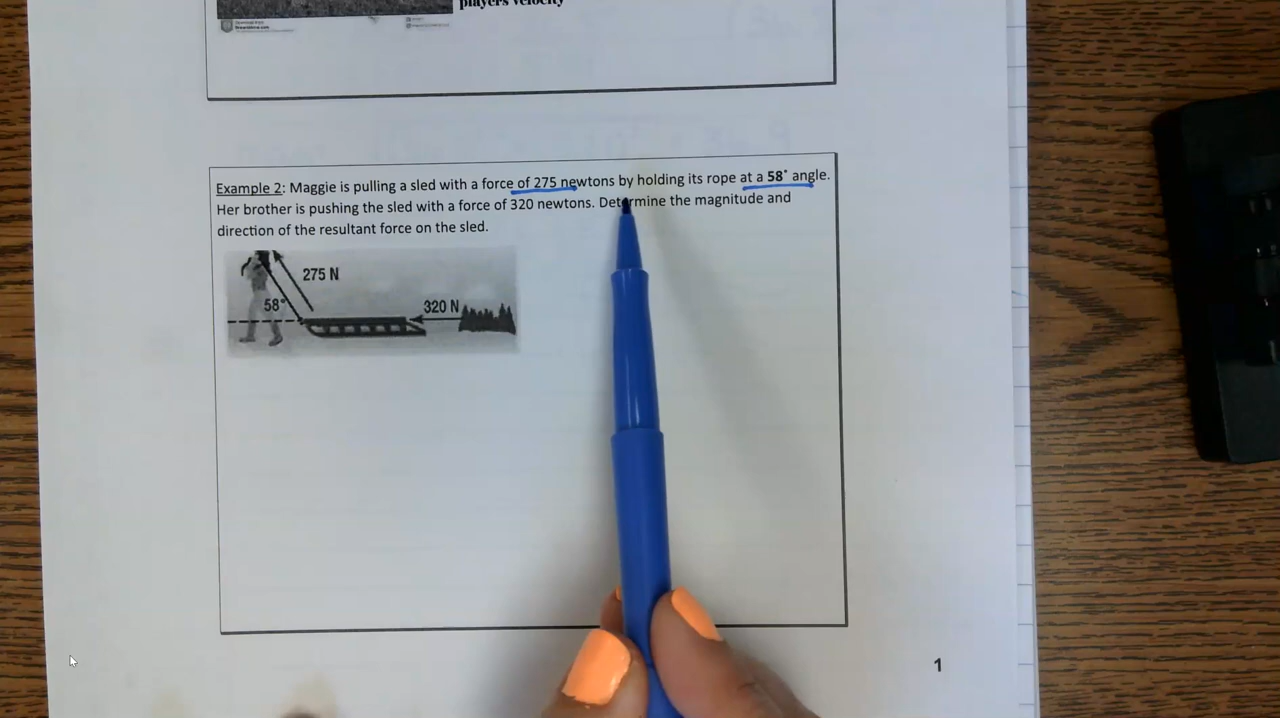 players velocity
dreamstime.com
Example 2: Maggie is pulling a sled with a force of 275 newtons by holding its rope at a 58° angle.
Her brother is pushing the sled with a force of 320 newtons. Determine the magnitude and
direction of the resultant force on the sled.
275 N
58°
320 N
1